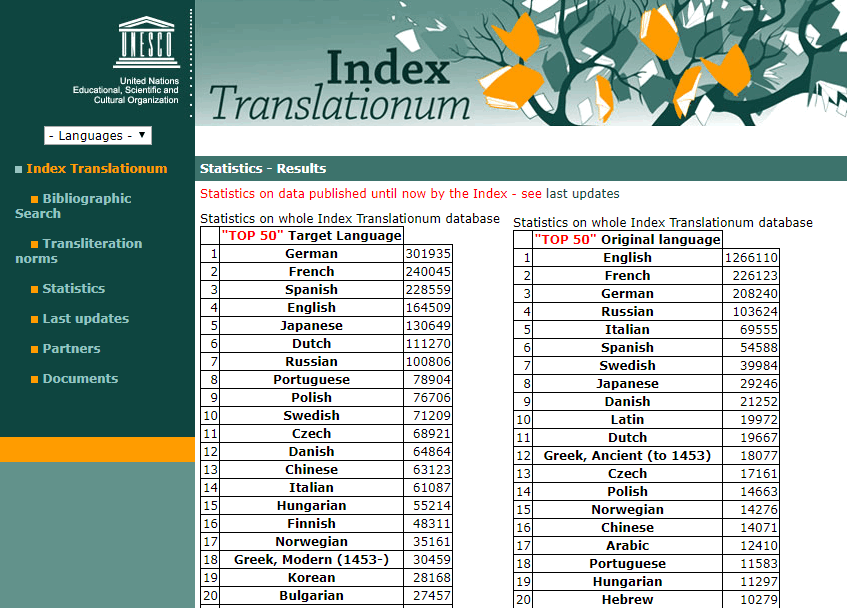 UNESCO
United Nations
Educational, Scientific and
Cultural Organization
- Languages -
Index Translationum
Bibliographic
Search
Transliteration
norms
Statistics
Last updates
Partners
Documents
Index
Translationum
Statistics - Results
Statistics on data published until now by the Index - see last updates
Statistics on whole Index Translationum database
"TOP 50" Target Language
1 German 301935
2 French 240045
3 Spanish 228559
4 English 164509
5 Japanese 130649
6 Dutch 111270
7 Russian 100806
8 Portuguese 78904
9 Polish 76706
10 Swedish 71209
11 Czech 68921
12 Danish 64864
13 Chinese 63123
14 Italian 61087
15 Hungarian 55214
16 Finnish 48311
17 Norwegian 35161
18 Greek, Modern (1453-) 30459
19 Korean 28168
20 Bulgarian 27457
Statistics on whole Index Translationum database
"TOP 50" Original language
1 English 1266110
2 French 226123
3 German 208240
4 Russian 103624
5 Italian 69555
6 Spanish 54588
7 Swedish 39984
8 Japanese 29246
9 Danish 21252
10 Latin 19972
11 Dutch 19667
12 Greek, Ancient (to 1453) 18077
13 Czech 17161
14 Polish 14663
15 Norwegian 14276
16 Chinese 14071
17 Arabic 12410
18 Portuguese 11583
19 Hungarian 11297
20 Hebrew 10279